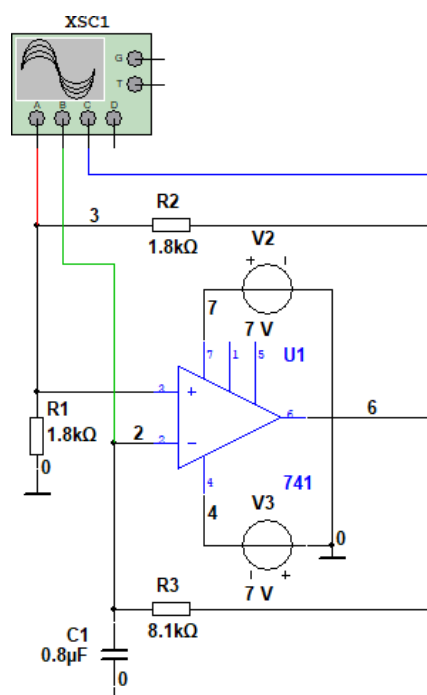 XSC1
G
T
A B C D
3
R2
1.8kΩ
V2
+ -
7
7 V
7 1 5
U1
R1
1.8kΩ
3
+
6
6
2
2
-
0
4
741
4
V3
0
- +
7 V
R3
8.1kΩ
C1
0.8µF
0